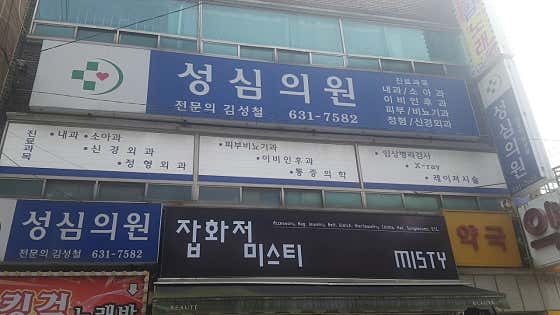 성심의원
전문의 김성철 631-7582
진료과목
내과/소아과
이비인후과
피부/비뇨기과
정형/신경외과
진료과목
•내과 •소아과
•신경외과
•정형외과
•피부비뇨기과
•이비인후과
•통증의학
•임상병리검사
•X-ray
•레이저시술
성심의원
전문의 김성철 631-7582
잡화점
미스티
MISTY
약국
성심의원
노래방
BEAUTY
BEAUTY